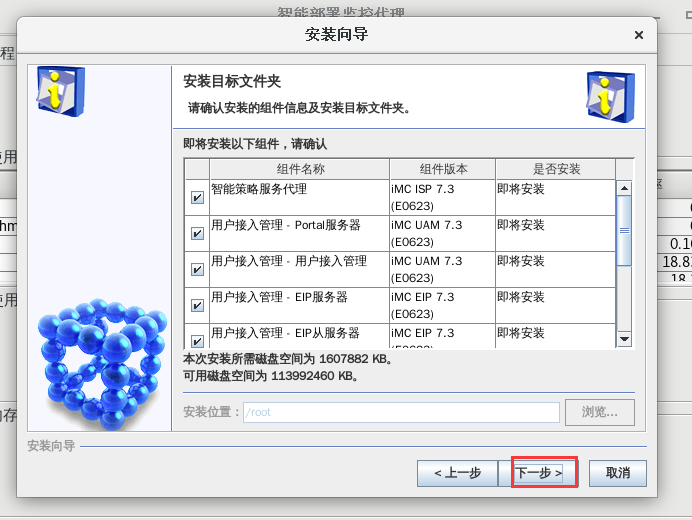 智能部署监控代理
安装向导
程
安装目标文件夹
请确认安装的组件信息及安装目标文件夹。
即将安装以下组件，请确认
使用
组件名称 组件版本 是否安装
智能策略服务代理 iMC ISP 7.3 (E0623) 即将安装
用户接入管理 - Portal服务器 iMC UAM 7.3 (E0623) 即将安装
hm
用户接入管理 - 用户接入管理 iMC UAM 7.3 (E0623) 即将安装
用户接入管理 - EIP服务器 iMC EIP 7.3 (E0623) 即将安装
使用
用户接入管理 - EIP从服务器 iMC EIP 7.3 (E0623) 即将安装
本次安装所需磁盘空间为 1607882 KB。
可用磁盘空间为 113992460 KB。
安装位置： /root 浏览...
安装向导
< 上一步 下一步 > 取消